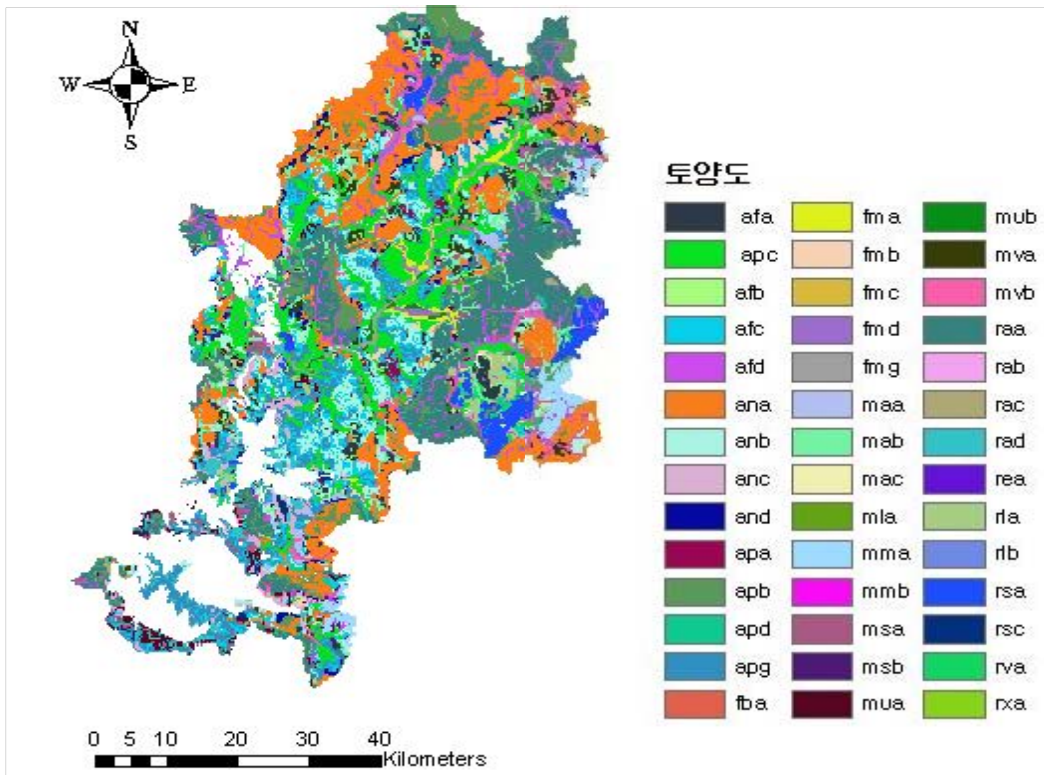 N
W E
S
토양도
afa fma mub
apc fmb mva
afb fmc mvb
afc fmd raa
afd fmg rab
ana maa rac
anb mab rad
anc mac rea
and mla rla
apa mma rlb
apb mmb rsa
apd msa rsc
apg msb rva
fba mua rxa
0 5 10 20 30 40
Kilometers